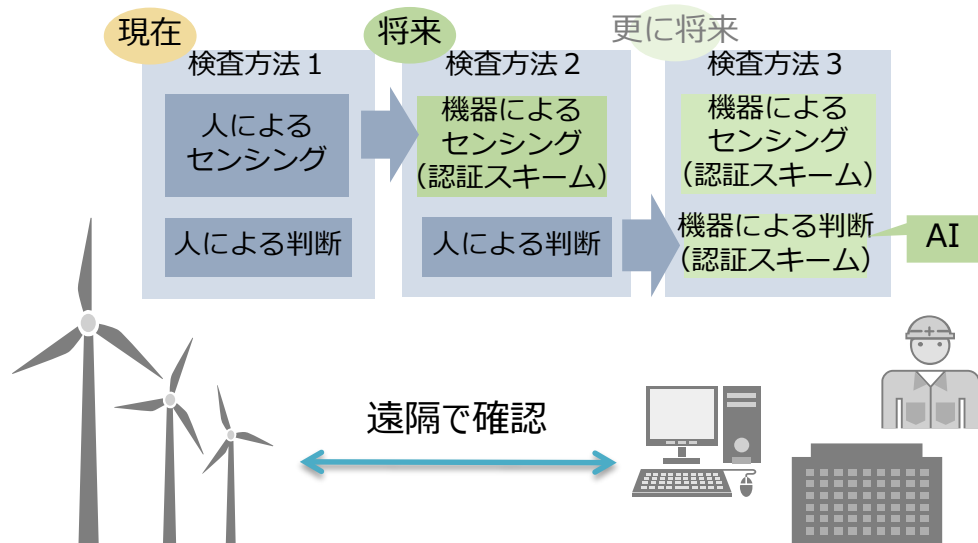 現在
検査方法１
人による
センシング
人による判断
将来
検査方法２
機器による
センシング
（認証スキーム）
人による判断
更に将来
検査方法３
機器による
センシング
（認証スキーム）
機器による判断
（認証スキーム）
AI
遠隔で確認